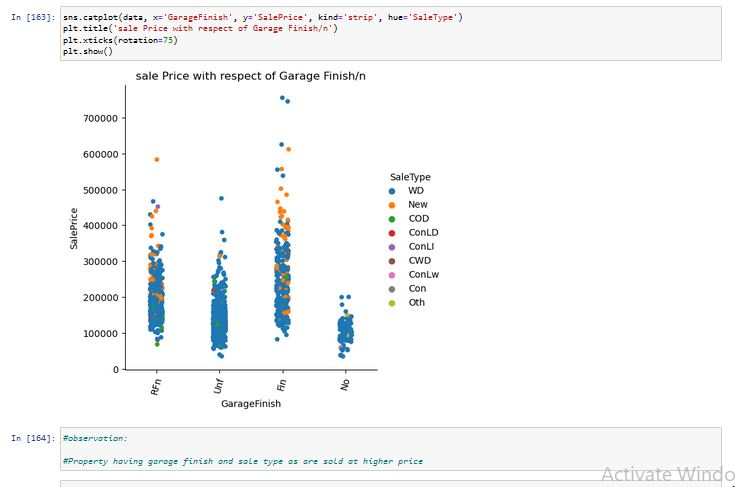 In [163]:
sns.catplot(data, x='GarageFinish', y='SalePrice', kind='strip', hue='SaleType')
plt.title('sale Price with respect of Garage Finish/n')
plt.xticks(rotation=75)
plt.show()
sale Price with respect of Garage Finish/n
700000
600000
500000
400000
300000
200000
100000
0
SalePrice
RFn
Unf
Fin
No
GarageFinish
SaleType
WD
New
COD
ConLD
ConLI
CWD
ConLw
Con
Oth
In [164]:
#observation:
#Property having garage finish and sale type as are sold at higher price
Activate Windo